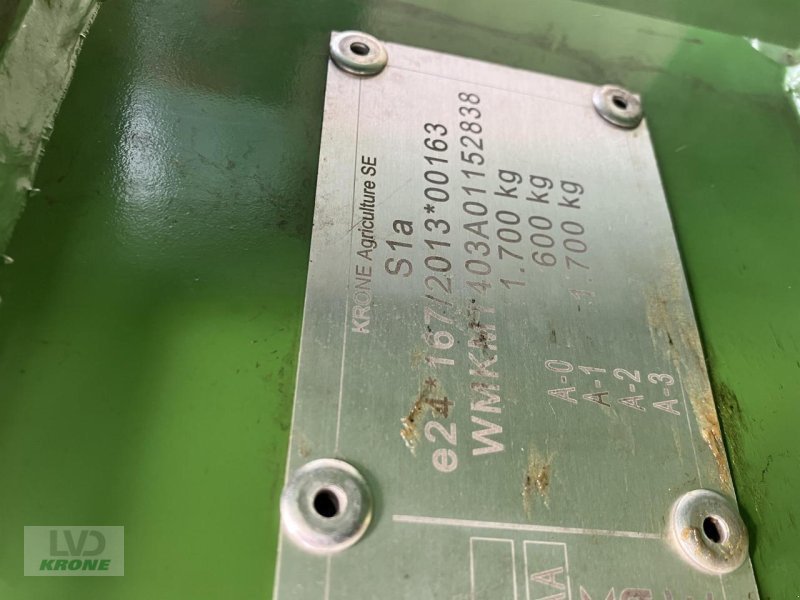 KRONE Agriculture SE
S1a
e24*167/2013*00163
403A01152838
1.700 kg
A-0
600 kg
A-1
1.700 kg
A-2
A-3
LVD
KRONE